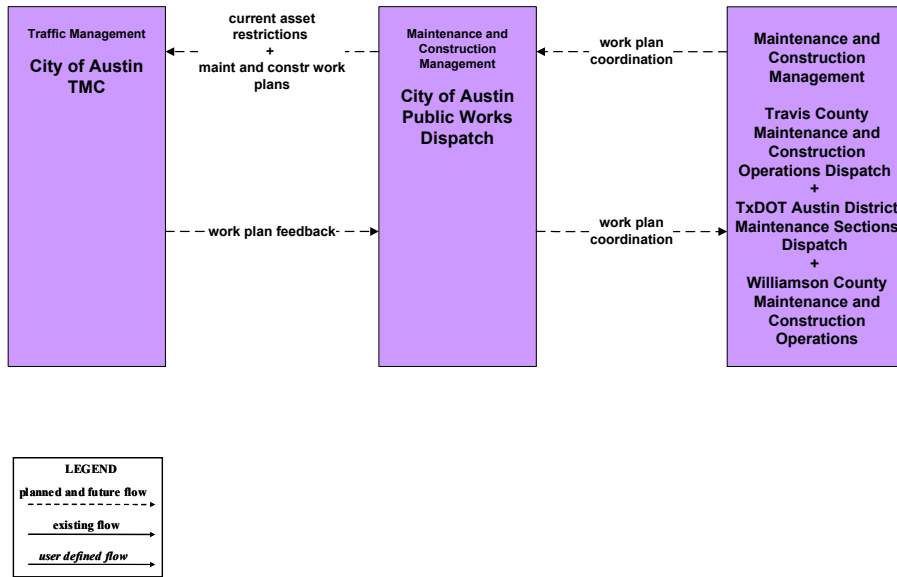 Traffic Management
City of Austin
TMC
current asset
restrictions
+
maint and constr work
plans
work plan feedback
Maintenance and
Construction
Management
City of Austin
Public Works
Dispatch
work plan
coordination
work plan
coordination
Maintenance and
Construction
Management
Travis County
Maintenance and
Construction
Operations Dispatch
+
TxDOT Austin District
Maintenance Sections
Dispatch
+
Williamson County
Maintenance and
Construction
Operations
LEGEND
planned and future flow
existing flow
user defined flow